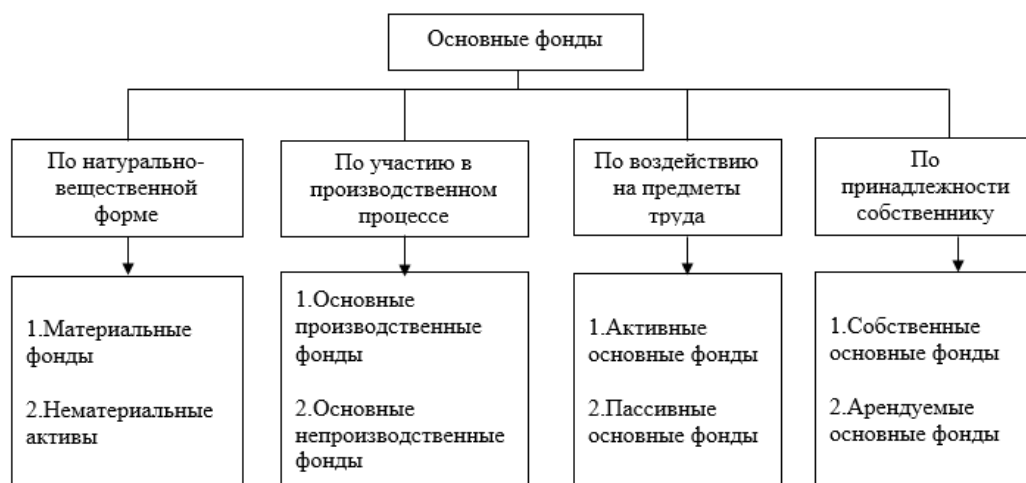 Основные фонды
По натурально-
вещественной
форме
По участию в
производственном
процессе
По воздействию
на предметы
труда
По
принадлежности
собственнику
1.Материальные
фонды
2.Нематериальные
активы
1.Основные
производственные
фонды
2.Основные
непроизводственные
фонды
1.Активные
основные фонды
2.Пассивные
основные фонды
1.Собственные
основные фонды
2.Арендуемые
основные фонды